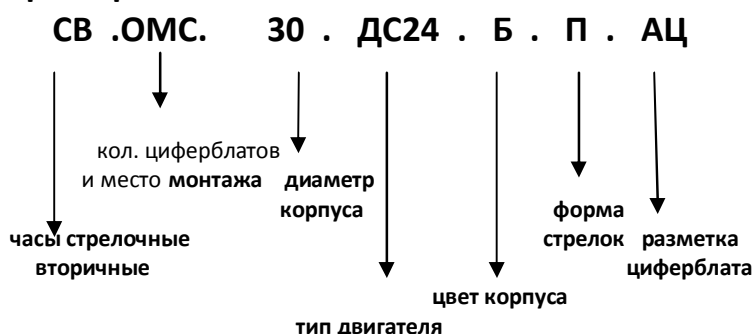 СВ .ОМС. 30 . ДС24 . Б . П . АЦ
кол. циферблатов
и место монтажа
диаметр
корпуса
часы стрелочные
вторичные
форма
стрелок
разметка
циферблата
цвет корпуса
тип двигателя